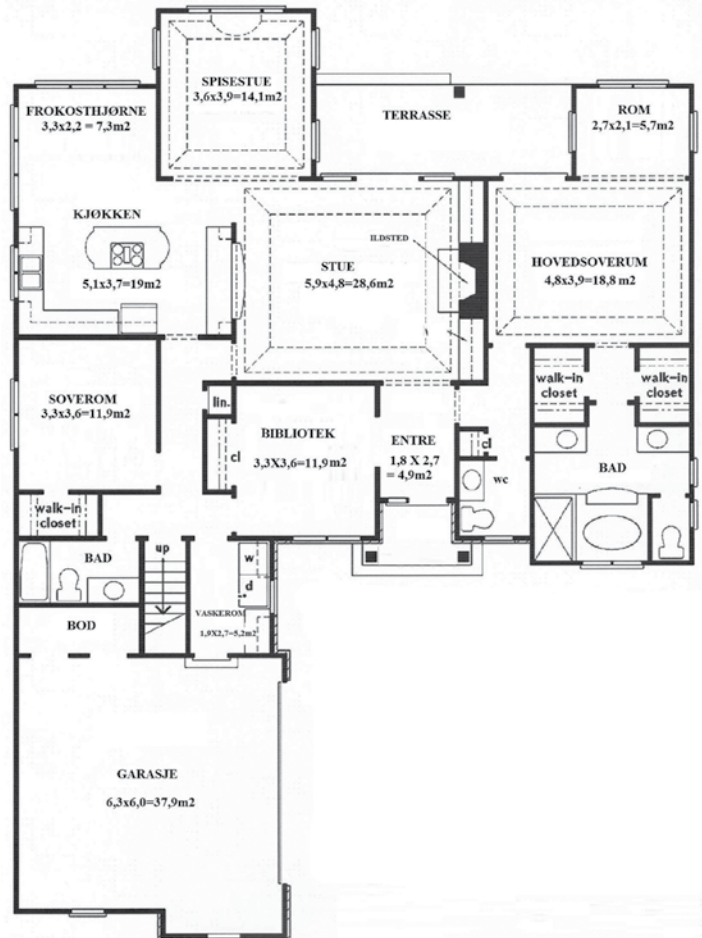 SPISESTUE
3,6x3,9=14,1m2
FROKOSTHJØRNE
3,3x2,2 = 7,3m2
TERRASSE
ROM
2,7x2,1=5,7m2
KJØKKEN
5,1x3,7=19m2
ILDSTED
STUE
5,9x4,8=28,6m2
HOVEDSOVERUM
4,8x3,9=18,8 m2
SOVEROM
3,3x3,6=11,9m2
walk-in
closet
walk-in
closet
lin.
cl
BIBLIOTEK
3,3X3,6=11,9m2
ENTRE
1,8 X 2,7
= 4,9m2
cl
wc
BAD
walk-in
closet
BAD
up
w
d
VASKEROM
1,9X2,7=5,2m2
BOD
GARASJE
6,3x6,0=37,9m2